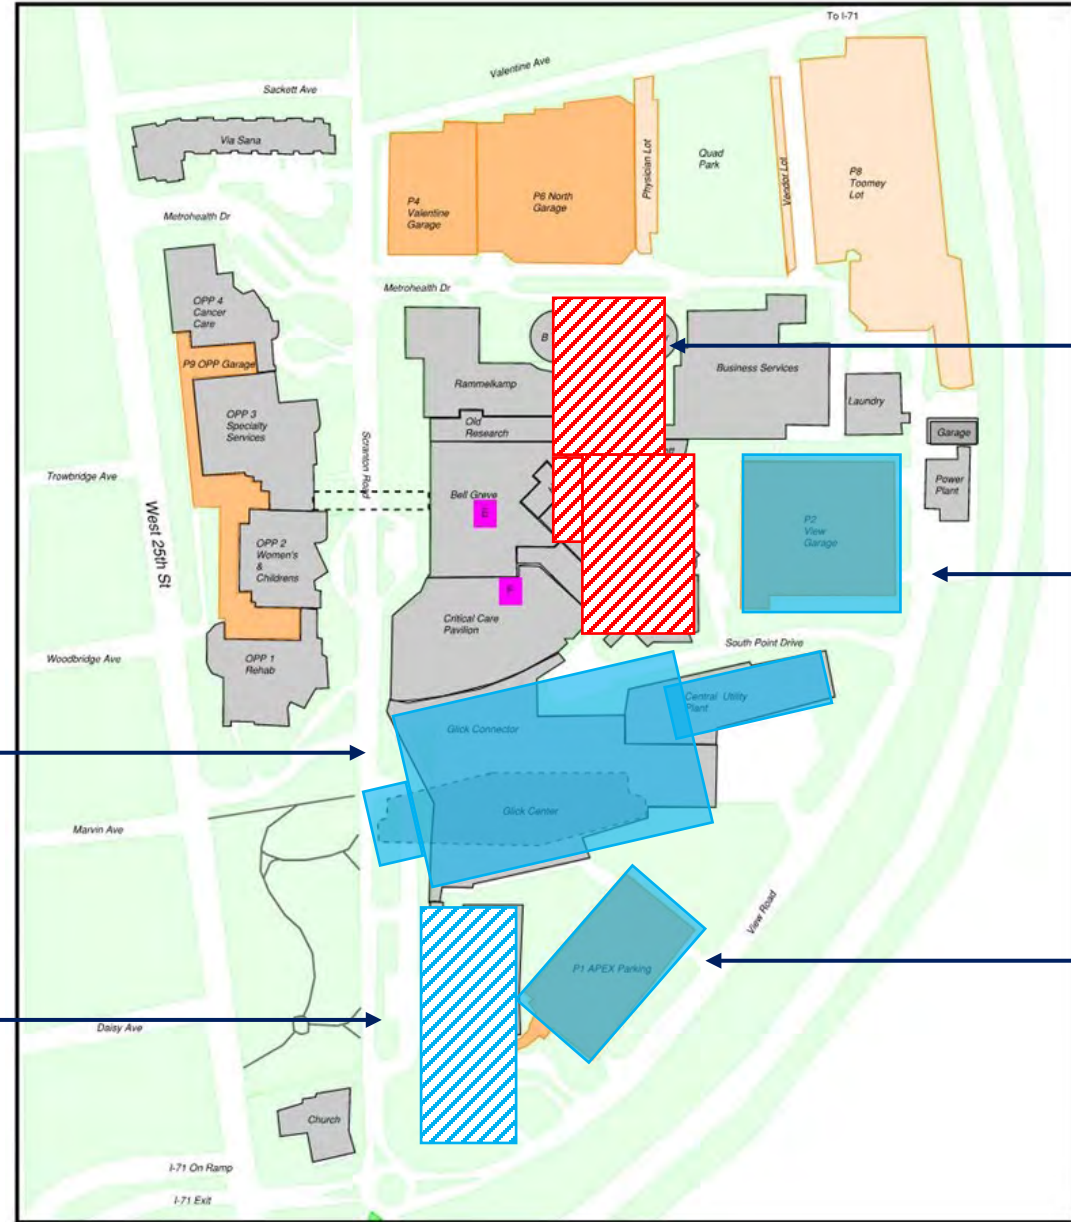 To I-71
Valentine Ave
Sackett Ave
Via Sana
P4
Valentine
Garage
P6 North
Garage
Physician Lot
Quad
Park
Vendor Lot
P8
Toomey
Lot
Metrohealth Dr
Metrohealth Dr
OPP 4
Cancer
Care
P9 OPP Garage
OPP 3
Specialty
Services
Scranton Road
Rammelkamp
B
Business Services
Laundry
Old
Research
Garage
Power
Plant
Trowbridge Ave
West 25th St
Bell Greve
E
P2
View
Garage
OPP 2
Women's
&
Childrens
F
Critical Care
Pavilion
Woodbridge Ave
OPP 1
Rehab
South Point Drive
Central Utility
Plant
Glick Connector
Glick Center
Marvin Ave
View Road
P1 APEX Parking
Daisy Ave
Church
I-71 On Ramp
I-71 Exit